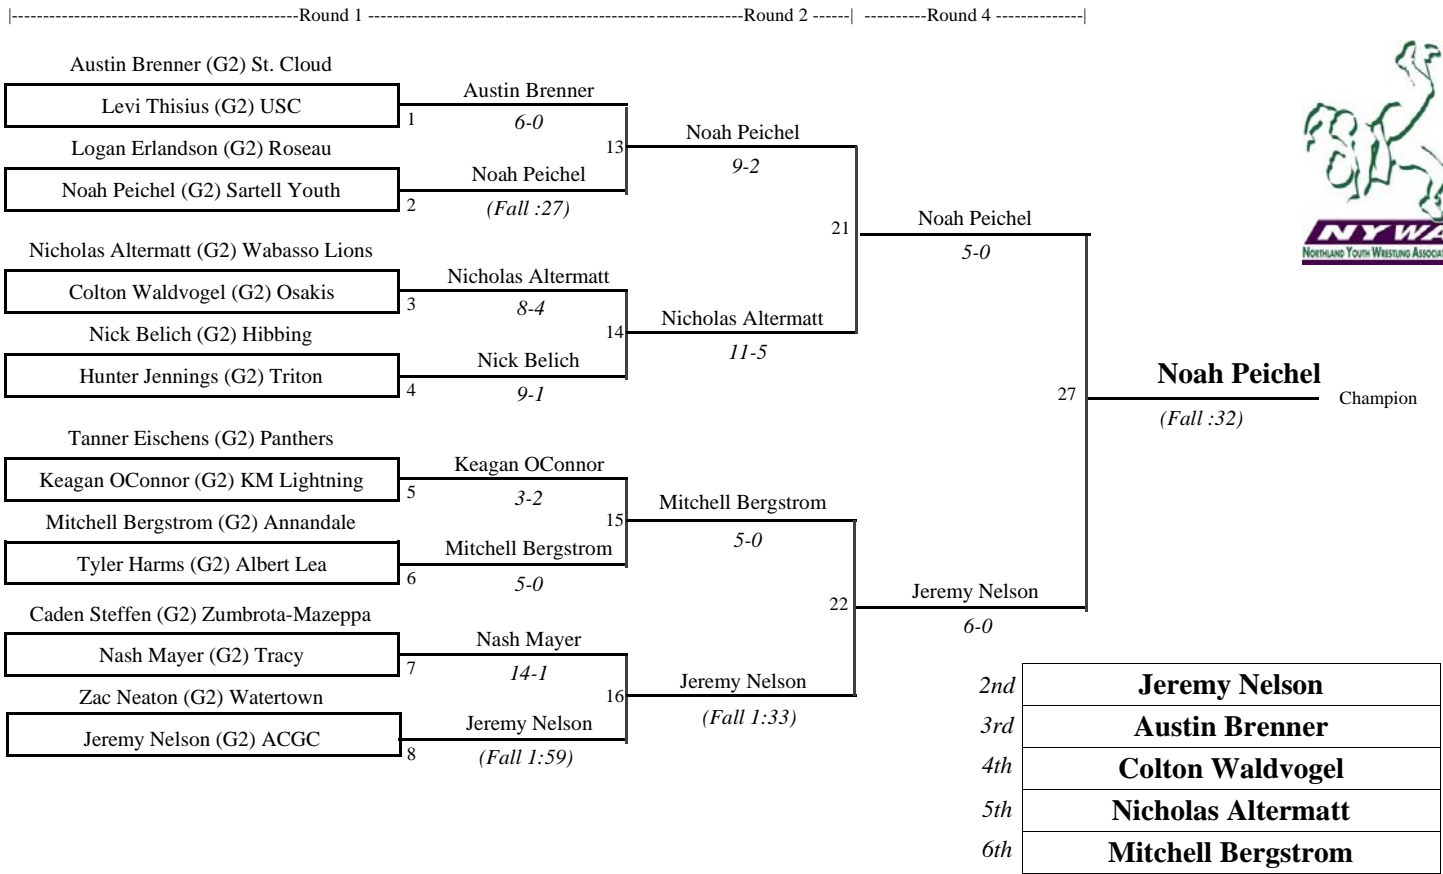 |----------------------------------------------Round 1 ------------------------------------------------------------Round 2 ------| ----------Round 4 --------------|
Austin Brenner (G2) St. Cloud
Levi Thisius (G2) USC
1
Logan Erlandson (G2) Roseau
Noah Peichel (G2) Sartell Youth
2
Nicholas Altermatt (G2) Wabasso Lions
Colton Waldvogel (G2) Osakis
3
Nick Belich (G2) Hibbing
Hunter Jennings (G2) Triton
4
Tanner Eischens (G2) Panthers
Keagan OConnor (G2) KM Lightning
5
Mitchell Bergstrom (G2) Annandale
Tyler Harms (G2) Albert Lea
6
Caden Steffen (G2) Zumbrota-Mazeppa
Nash Mayer (G2) Tracy
7
Zac Neaton (G2) Watertown
Jeremy Nelson (G2) ACGC
8
Austin Brenner
6-0
13
Noah Peichel
(Fall :27)
Nicholas Altermatt
8-4
14
Nick Belich
9-1
Keagan OConnor
3-2
15
Mitchell Bergstrom
5-0
Nash Mayer
14-1
16
Jeremy Nelson
(Fall 1:59)
Noah Peichel
9-2
21
Nicholas Altermatt
11-5
Mitchell Bergstrom
5-0
22
Jeremy Nelson
(Fall 1:33)
Noah Peichel
5-0
27
Jeremy Nelson
6-0
Noah Peichel
Champion
(Fall :32)
NYWA
NORTHLAND YOUTH WRESTLING ASSOCIAT
2nd Jeremy Nelson
3rd Austin Brenner
4th Colton Waldvogel
5th Nicholas Altermatt
6th Mitchell Bergstrom